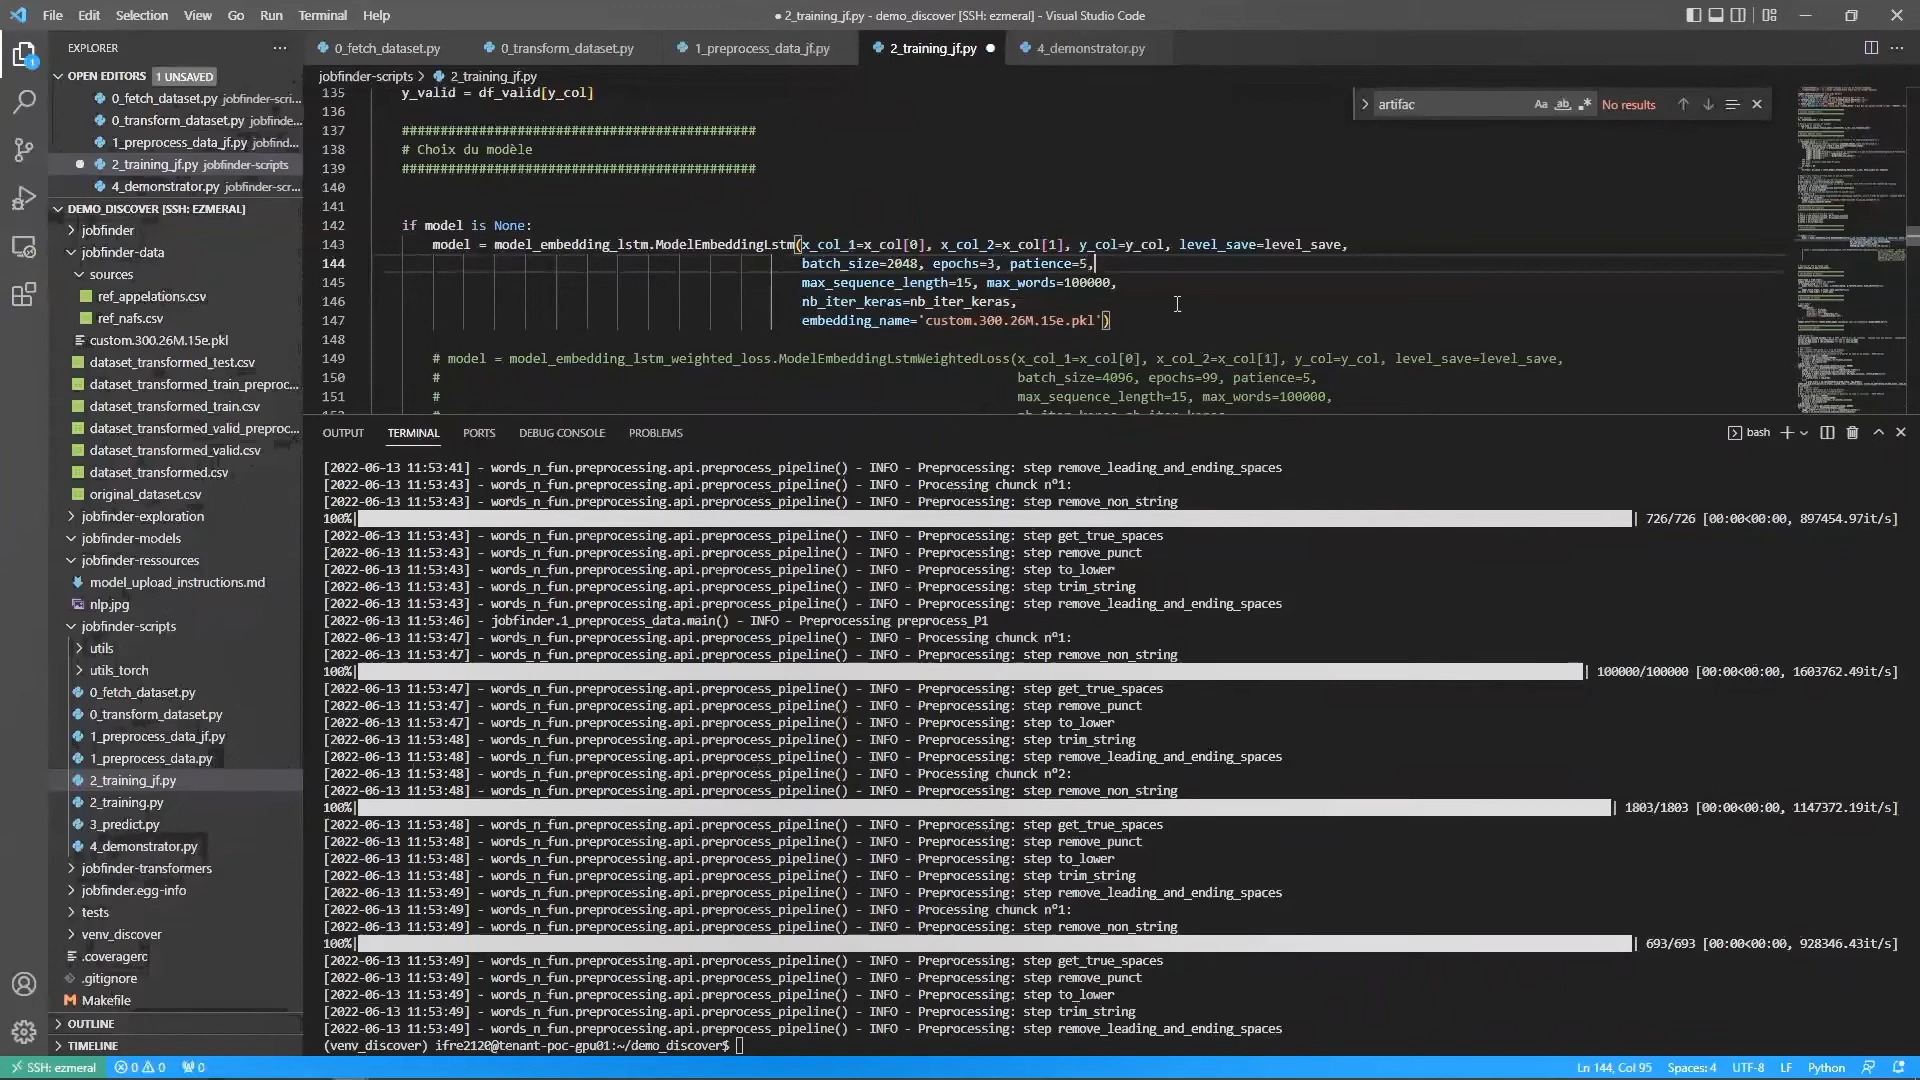 File Edit Selection View Go Run Terminal Help
● 2_training_jf.py - demo_discover [SSH: ezmeral] - Visual Studio Code
EXPLORER
OPEN EDITORS 1 UNSAVED
0_fetch_dataset.py jobfinder-scri...
0_transform_dataset.py jobfinde...
1_preprocess_data_jf.py jobfind...
2_training_jf.py jobfinder-scripts
4_demonstrator.py jobfinder-scr...
DEMO_DISCOVER [SSH: EZMERAL]
jobfinder
jobfinder-data
sources
ref_appelations.csv
ref_nafs.csv
custom.300.26M.15e.pkl
dataset_transformed_test.csv
dataset_transformed_train_preproc...
dataset_transformed_train.csv
dataset_transformed_valid_preproc...
dataset_transformed_valid.csv
dataset_transformed.csv
original_dataset.csv
jobfinder-exploration
jobfinder-models
jobfinder-ressources
model_upload_instructions.md
nlp.jpg
jobfinder-scripts
utils
utils_torch
0_fetch_dataset.py
0_transform_dataset.py
1_preprocess_data_jf.py
1_preprocess_data.py
2_training_jf.py
2_training.py
3_predict.py
4_demonstrator.py
jobfinder-transformers
jobfinder.egg-info
tests
venv_discover
.coveragerc
.gitignore
Makefile
OUTLINE
TIMELINE
0_fetch_dataset.py 0_transform_dataset.py 1_preprocess_data_jf.py 2_training_jf.py 4_demonstrator.py
jobfinder-scripts > 2_training_jf.py
artifac Aa ab .* No results
135 y_valid = df_valid[y_col]
136
137 ##############################################
138 # Choix du modèle
139 ##############################################
140
141
142 if model is None:
143 model = model_embedding_lstm.ModelEmbeddingLstm(x_col_1=x_col[0], x_col_2=x_col[1], y_col=y_col, level_save=level_save,
144 batch_size=2048, epochs=3, patience=5,
145 max_sequence_length=15, max_words=100000,
146 nb_iter_keras=nb_iter_keras,
147 embedding_name='custom.300.26M.15e.pkl')
148
149 # model = model_embedding_lstm_weighted_loss.ModelEmbeddingLstmWeightedLoss(x_col_1=x_col[0], x_col_2=x_col[1], y_col=y_col, level_save=level_save,
150 # batch_size=4096, epochs=99, patience=5,
151 # max_sequence_length=15, max_words=100000,
OUTPUT TERMINAL PORTS DEBUG CONSOLE PROBLEMS
bash
[2022-06-13 11:53:41] - words_n_fun.preprocessing.api.preprocess_pipeline() - INFO - Preprocessing: step remove_leading_and_ending_spaces
[2022-06-13 11:53:43] - words_n_fun.preprocessing.api.preprocess_pipeline() - INFO - Processing chunck n°1:
[2022-06-13 11:53:43] - words_n_fun.preprocessing.api.preprocess_pipeline() - INFO - Preprocessing: step remove_non_string
100%| | 726/726 [00:00<00:00, 897454.97it/s]
[2022-06-13 11:53:43] - words_n_fun.preprocessing.api.preprocess_pipeline() - INFO - Preprocessing: step get_true_spaces
[2022-06-13 11:53:43] - words_n_fun.preprocessing.api.preprocess_pipeline() - INFO - Preprocessing: step remove_punct
[2022-06-13 11:53:43] - words_n_fun.preprocessing.api.preprocess_pipeline() - INFO - Preprocessing: step to_lower
[2022-06-13 11:53:43] - words_n_fun.preprocessing.api.preprocess_pipeline() - INFO - Preprocessing: step trim_string
[2022-06-13 11:53:43] - words_n_fun.preprocessing.api.preprocess_pipeline() - INFO - Preprocessing: step remove_leading_and_ending_spaces
[2022-06-13 11:53:46] - jobfinder.1_preprocess_data.main() - INFO - Preprocessing preprocess_P1
[2022-06-13 11:53:47] - words_n_fun.preprocessing.api.preprocess_pipeline() - INFO - Processing chunck n°1:
[2022-06-13 11:53:47] - words_n_fun.preprocessing.api.preprocess_pipeline() - INFO - Preprocessing: step remove_non_string
100%| | 100000/100000 [00:00<00:00, 1603762.49it/s]
[2022-06-13 11:53:47] - words_n_fun.preprocessing.api.preprocess_pipeline() - INFO - Preprocessing: step get_true_spaces
[2022-06-13 11:53:47] - words_n_fun.preprocessing.api.preprocess_pipeline() - INFO - Preprocessing: step remove_punct
[2022-06-13 11:53:47] - words_n_fun.preprocessing.api.preprocess_pipeline() - INFO - Preprocessing: step to_lower
[2022-06-13 11:53:48] - words_n_fun.preprocessing.api.preprocess_pipeline() - INFO - Preprocessing: step trim_string
[2022-06-13 11:53:48] - words_n_fun.preprocessing.api.preprocess_pipeline() - INFO - Preprocessing: step remove_leading_and_ending_spaces
[2022-06-13 11:53:48] - words_n_fun.preprocessing.api.preprocess_pipeline() - INFO - Processing chunck n°2:
[2022-06-13 11:53:48] - words_n_fun.preprocessing.api.preprocess_pipeline() - INFO - Preprocessing: step remove_non_string
100%| | 1803/1803 [00:00<00:00, 1147372.19it/s]
[2022-06-13 11:53:48] - words_n_fun.preprocessing.api.preprocess_pipeline() - INFO - Preprocessing: step get_true_spaces
[2022-06-13 11:53:48] - words_n_fun.preprocessing.api.preprocess_pipeline() - INFO - Preprocessing: step remove_punct
[2022-06-13 11:53:48] - words_n_fun.preprocessing.api.preprocess_pipeline() - INFO - Preprocessing: step to_lower
[2022-06-13 11:53:48] - words_n_fun.preprocessing.api.preprocess_pipeline() - INFO - Preprocessing: step trim_string
[2022-06-13 11:53:49] - words_n_fun.preprocessing.api.preprocess_pipeline() - INFO - Preprocessing: step remove_leading_and_ending_spaces
[2022-06-13 11:53:49] - words_n_fun.preprocessing.api.preprocess_pipeline() - INFO - Processing chunck n°1:
[2022-06-13 11:53:49] - words_n_fun.preprocessing.api.preprocess_pipeline() - INFO - Preprocessing: step remove_non_string
100%| | 693/693 [00:00<00:00, 928346.43it/s]
[2022-06-13 11:53:49] - words_n_fun.preprocessing.api.preprocess_pipeline() - INFO - Preprocessing: step get_true_spaces
[2022-06-13 11:53:49] - words_n_fun.preprocessing.api.preprocess_pipeline() - INFO - Preprocessing: step remove_punct
[2022-06-13 11:53:49] - words_n_fun.preprocessing.api.preprocess_pipeline() - INFO - Preprocessing: step to_lower
[2022-06-13 11:53:49] - words_n_fun.preprocessing.api.preprocess_pipeline() - INFO - Preprocessing: step trim_string
[2022-06-13 11:53:49] - words_n_fun.preprocessing.api.preprocess_pipeline() - INFO - Preprocessing: step remove_leading_and_ending_spaces
(venv_discover) ifre2120@tenant-poc-gpu01:~/demo_discover$
SSH: ezmeral 0 0 0 Ln 144, Col 95 Spaces: 4 UTF-8 LF Python